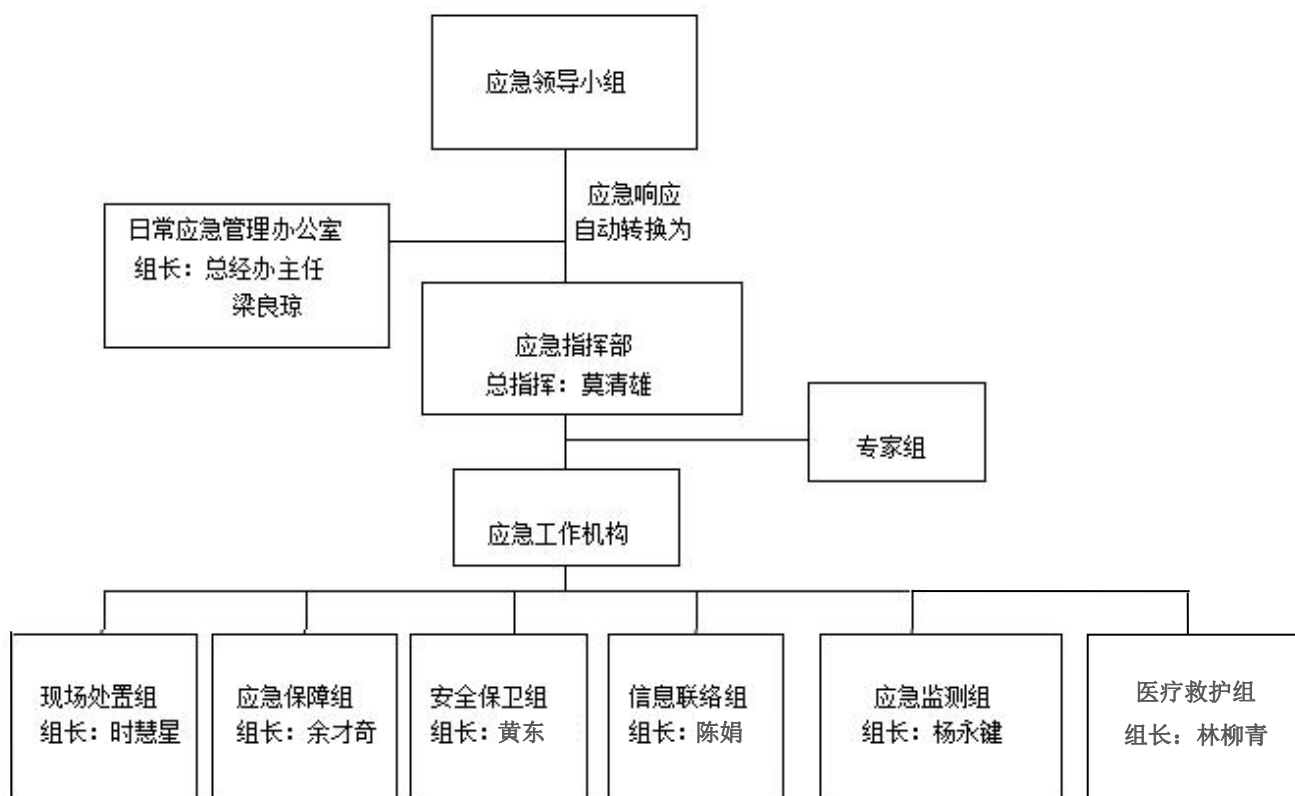 应急领导小组
应急响应
自动转换为
日常应急管理办公室
组长：总经办主任
梁良琼
应急指挥部
总指挥：莫清雄
专家组
应急工作机构
现场处置组
组长：时慧星
应急保障组
组长：余才奇
安全保卫组
组长：黄东
信息联络组
组长：陈娟
应急监测组
组长：杨永键
医疗救护组
组长：林柳青